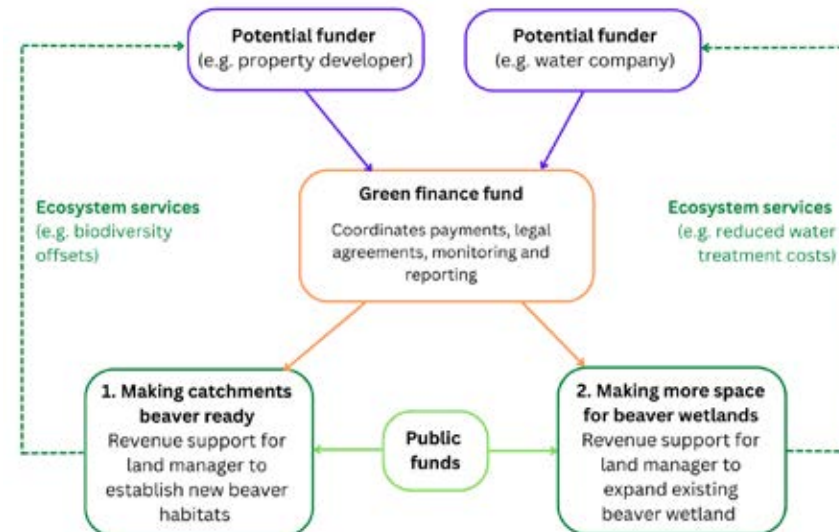 Potential funder
(e.g. property developer)
Potential funder
(e.g. water company)
Green finance fund
Coordinates payments, legal
agreements, monitoring and
reporting
Ecosystem services
(e.g. biodiversity
offsets)
Ecosystem services
(e.g. reduced water
treatment costs)
1. Making catchments
beaver ready
Revenue support for
land manager to
establish new beaver
habitats
Public
funds
2. Making more space
for beaver wetlands
Revenue support for
land manager to
expand existing
beaver wetland